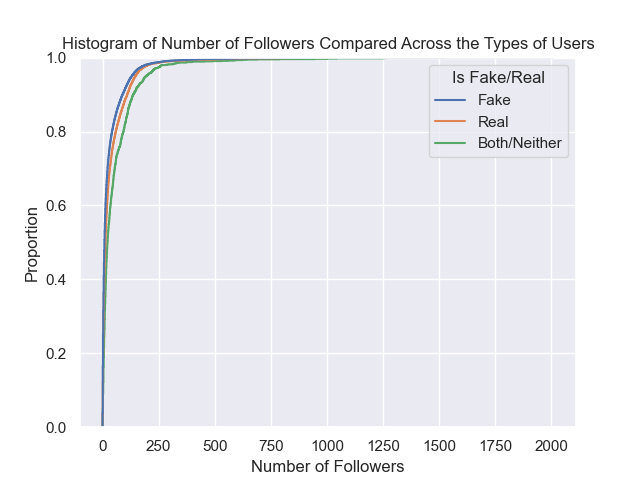 Histogram of Number of Followers Compared Across the Types of Users
1.0
0.8
0.6
0.4
0.2
0.0
Proportion
Is Fake/Real
Fake
Real
Both/Neither
0 250 500 750 1000 1250 1500 1750 2000
Number of Followers